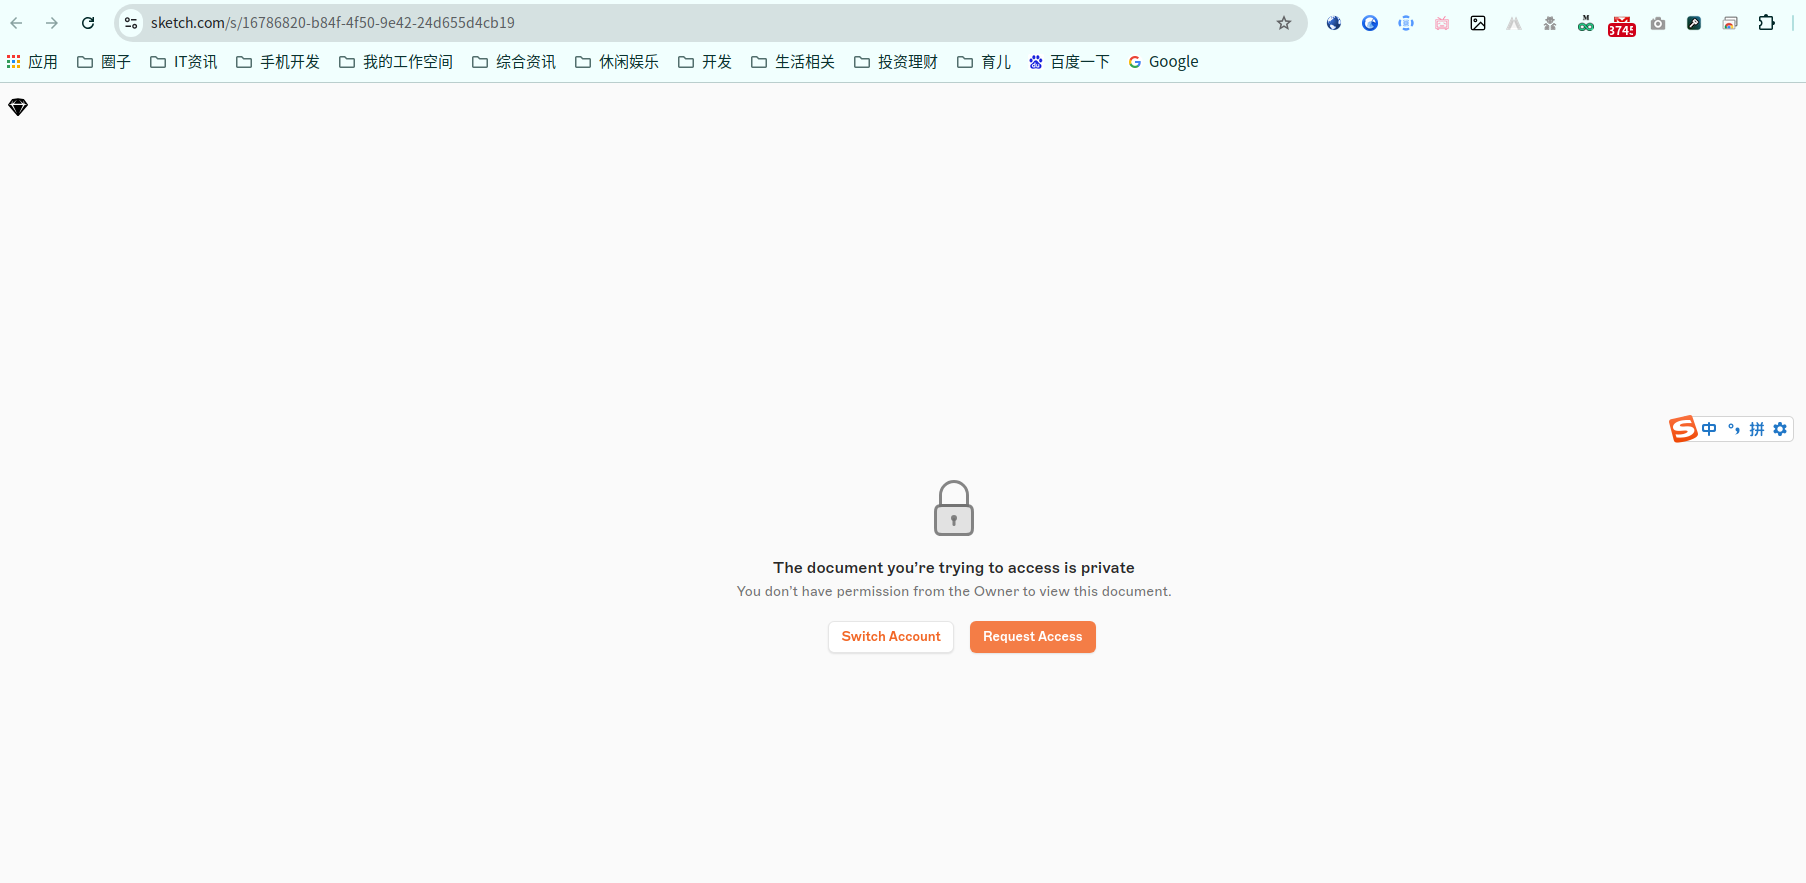 sketch.com/s/16786820-b84f-4f50-9e42-24d655d4cb19
M
3745
应用 圈子 IT资讯 手机开发 我的工作空间 综合资讯 休闲娱乐 开发 生活相关 投资理财 育儿 百度一下 Google
中 °, 拼
The document you’re trying to access is private
You don’t have permission from the Owner to view this document.
Switch Account Request Access